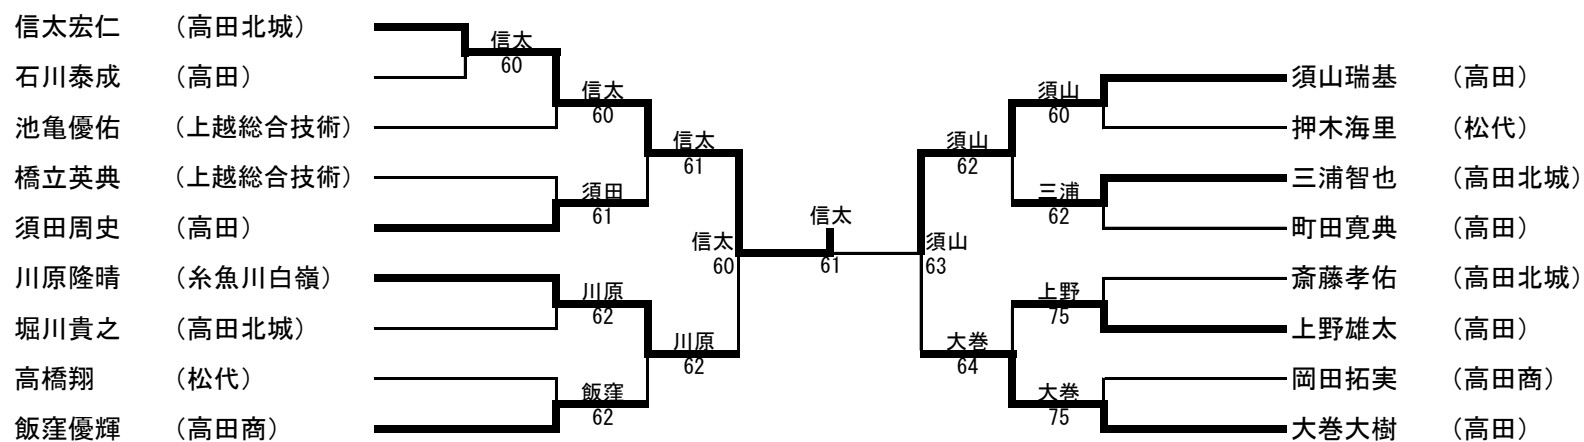 信太宏仁 （高田北城）
石川泰成 （高田）
池亀優佑 （上越総合技術）
橋立英典 （上越総合技術）
須田周史 （高田）
川原隆晴 （糸魚川白嶺）
堀川貴之 （高田北城）
高橋翔 （松代）
飯窪優輝 （高田商）
信太
60
信太
60
須田
61
川原
62
飯窪
62
信太
61
川原
62
信太
60
信太
61
須山
63
須山
62
大巻
64
須山
60
三浦
62
上野
75
大巻
75
須山瑞基 （高田）
押木海里 （松代）
三浦智也 （高田北城）
町田寛典 （高田）
斎藤孝佑 （高田北城）
上野雄太 （高田）
岡田拓実 （高田商）
大巻大樹 （高田）